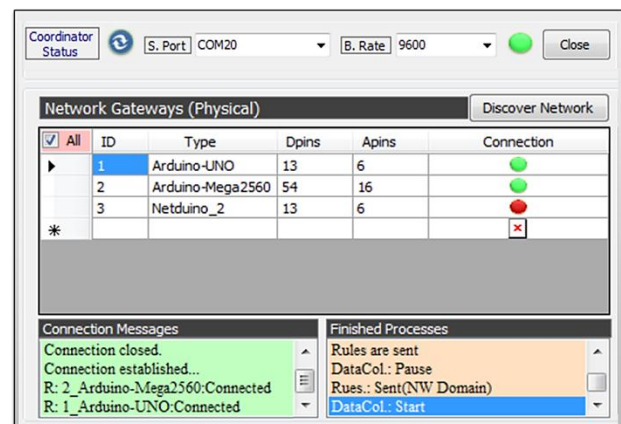 Coordinator
Status
S. Port COM20 B. Rate 9600 Close
Network Gateways (Physical) Discover Network
All ID Type Dpins Apins Connection
1 Arduino-UNO 13 6
2 Arduino-Mega2560 54 16
3 Netduino_2 13 6
Connection Messages
Connection closed.
Connection established...
R: 2_Arduino-Mega2560:Connected
R: 1_Arduino-UNO:Connected
Finished Processes
Rules are sent
DataCol.: Pause
Rues.: Sent(NW Domain)
DataCol.: Start